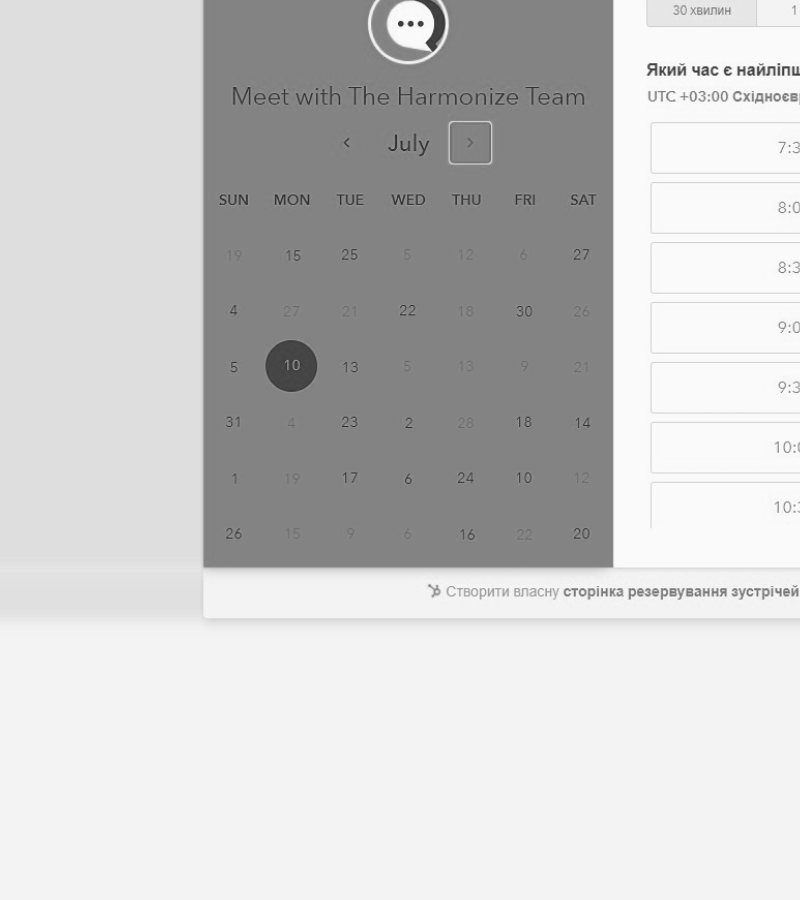 30 хвилин 1
Meet with The Harmonize Team
July
SUN MON TUE WED THU FRI SAT
19 15 25 5 12 6 27
4 27 21 22 18 30 26
5 10 13 5 13 9 21
31 4 23 2 28 18 14
1 19 17 6 24 10 12
26 15 9 6 16 22 20
Який час є найліпш
UTC +03:00 Східноєв
7:3
8:0
8:3
9:0
9:3
10:0
10:3
Створити власну сторінка резервування зустрічей